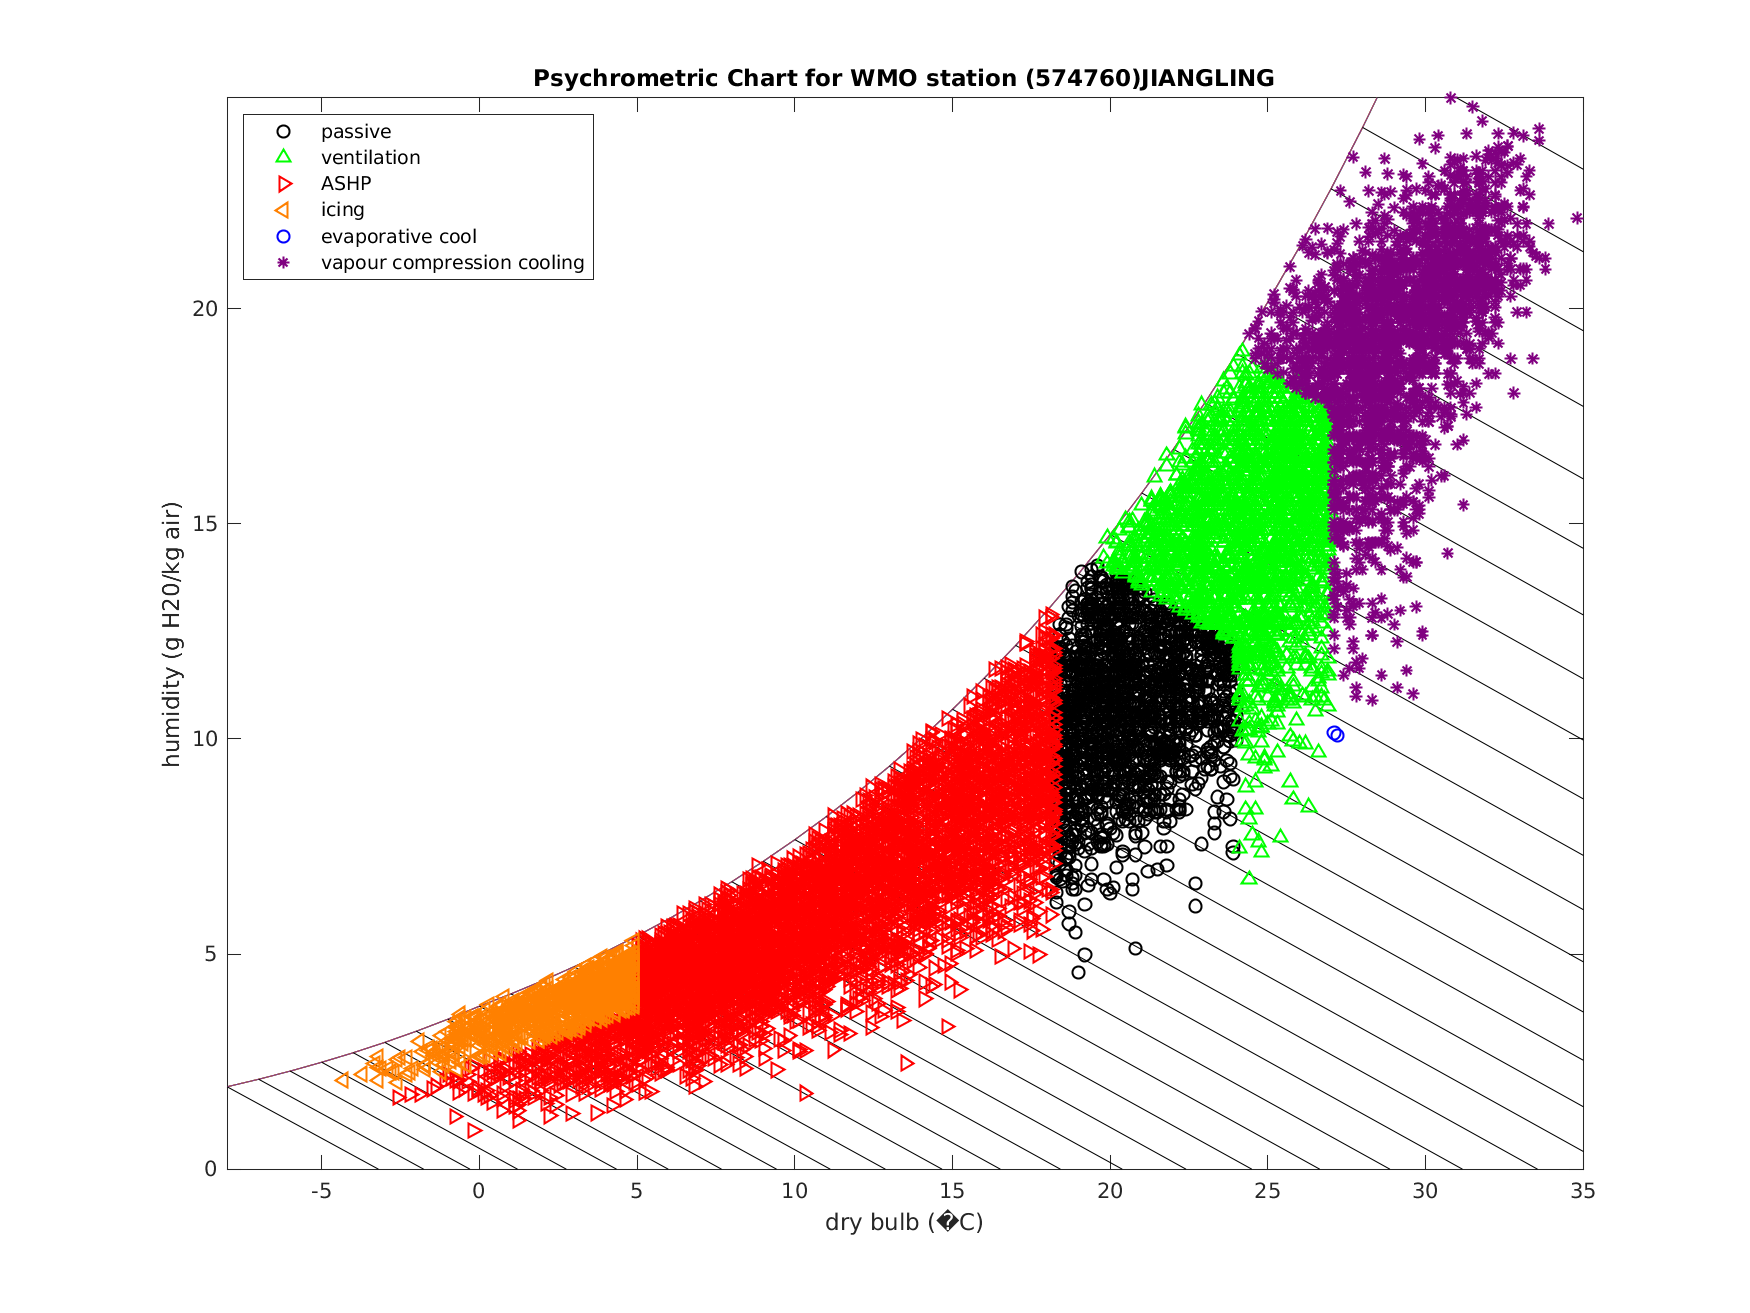 Psychrometric Chart for WMO station (574760)JIANGLING
passive
ventilation
ASHP
icing
evaporative cool
vapour compression cooling
humidity (g H20/kg air)
20
15
10
5
0
-5 0 5 10 15 20 25 30 35
dry bulb (�C)